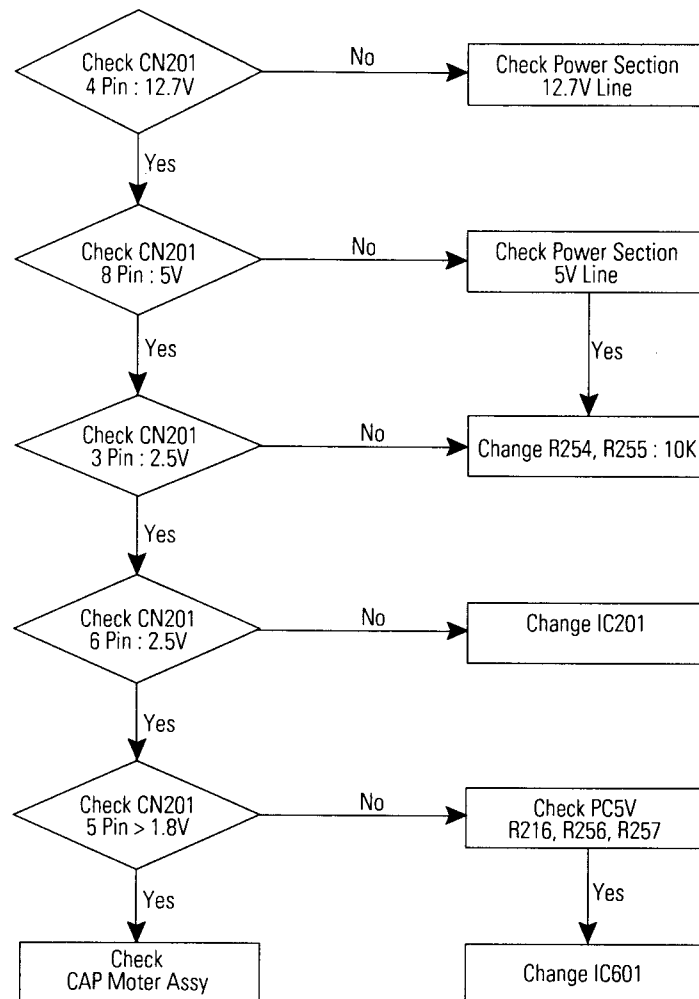 Check CN201
4 Pin : 12.7V
No
Check Power Section
12.7V Line
Yes
Check CN201
8 Pin : 5V
No
Check Power Section
5V Line
Yes
Yes
Check CN201
3 Pin : 2.5V
No
Change R254, R255 : 10K
Yes
Check CN201
6 Pin : 2.5V
No
Change IC201
Yes
Check CN201
5 Pin > 1.8V
No
Check PC5V
R216, R256, R257
Yes
Yes
Check
CAP Moter Assy
Change IC601